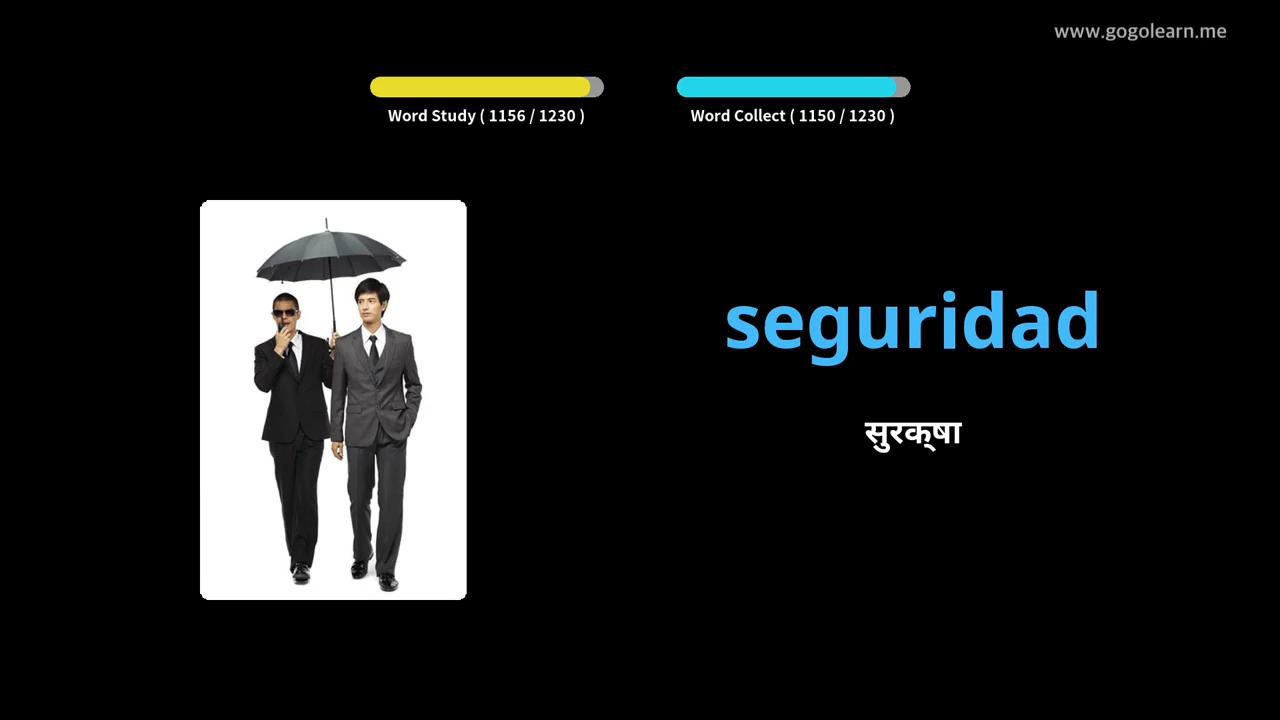 www.gogolearn.me
Word Study ( 1156 / 1230 )
Word Collect ( 1150 / 1230 )
seguridad
सुरक्षा